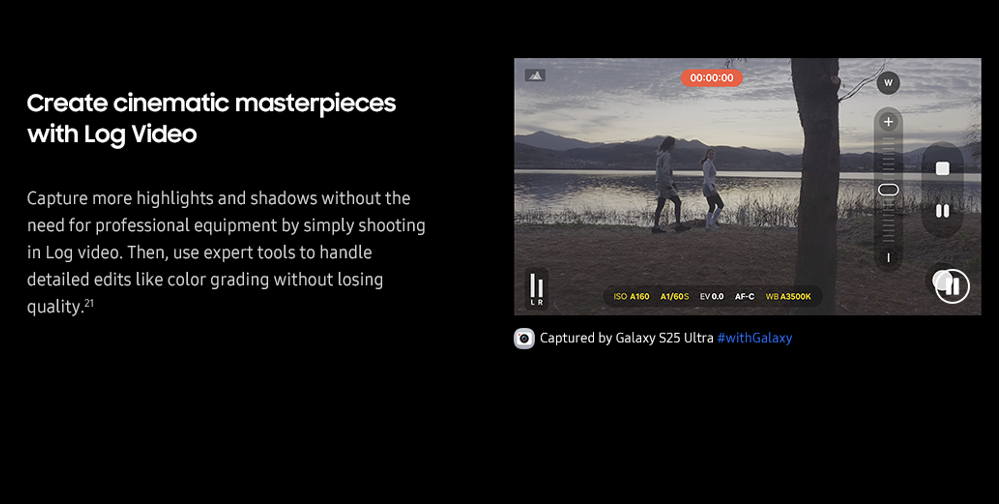 Create cinematic masterpieces
with Log Video
Capture more highlights and shadows without the
need for professional equipment by simply shooting
in Log video. Then, use expert tools to handle
detailed edits like color grading without losing
quality.21
00:00:00
W
L R
ISO A160 A1/60S EV 0.0 AF-C WB A3500K
Captured by Galaxy S25 Ultra #withGalaxy